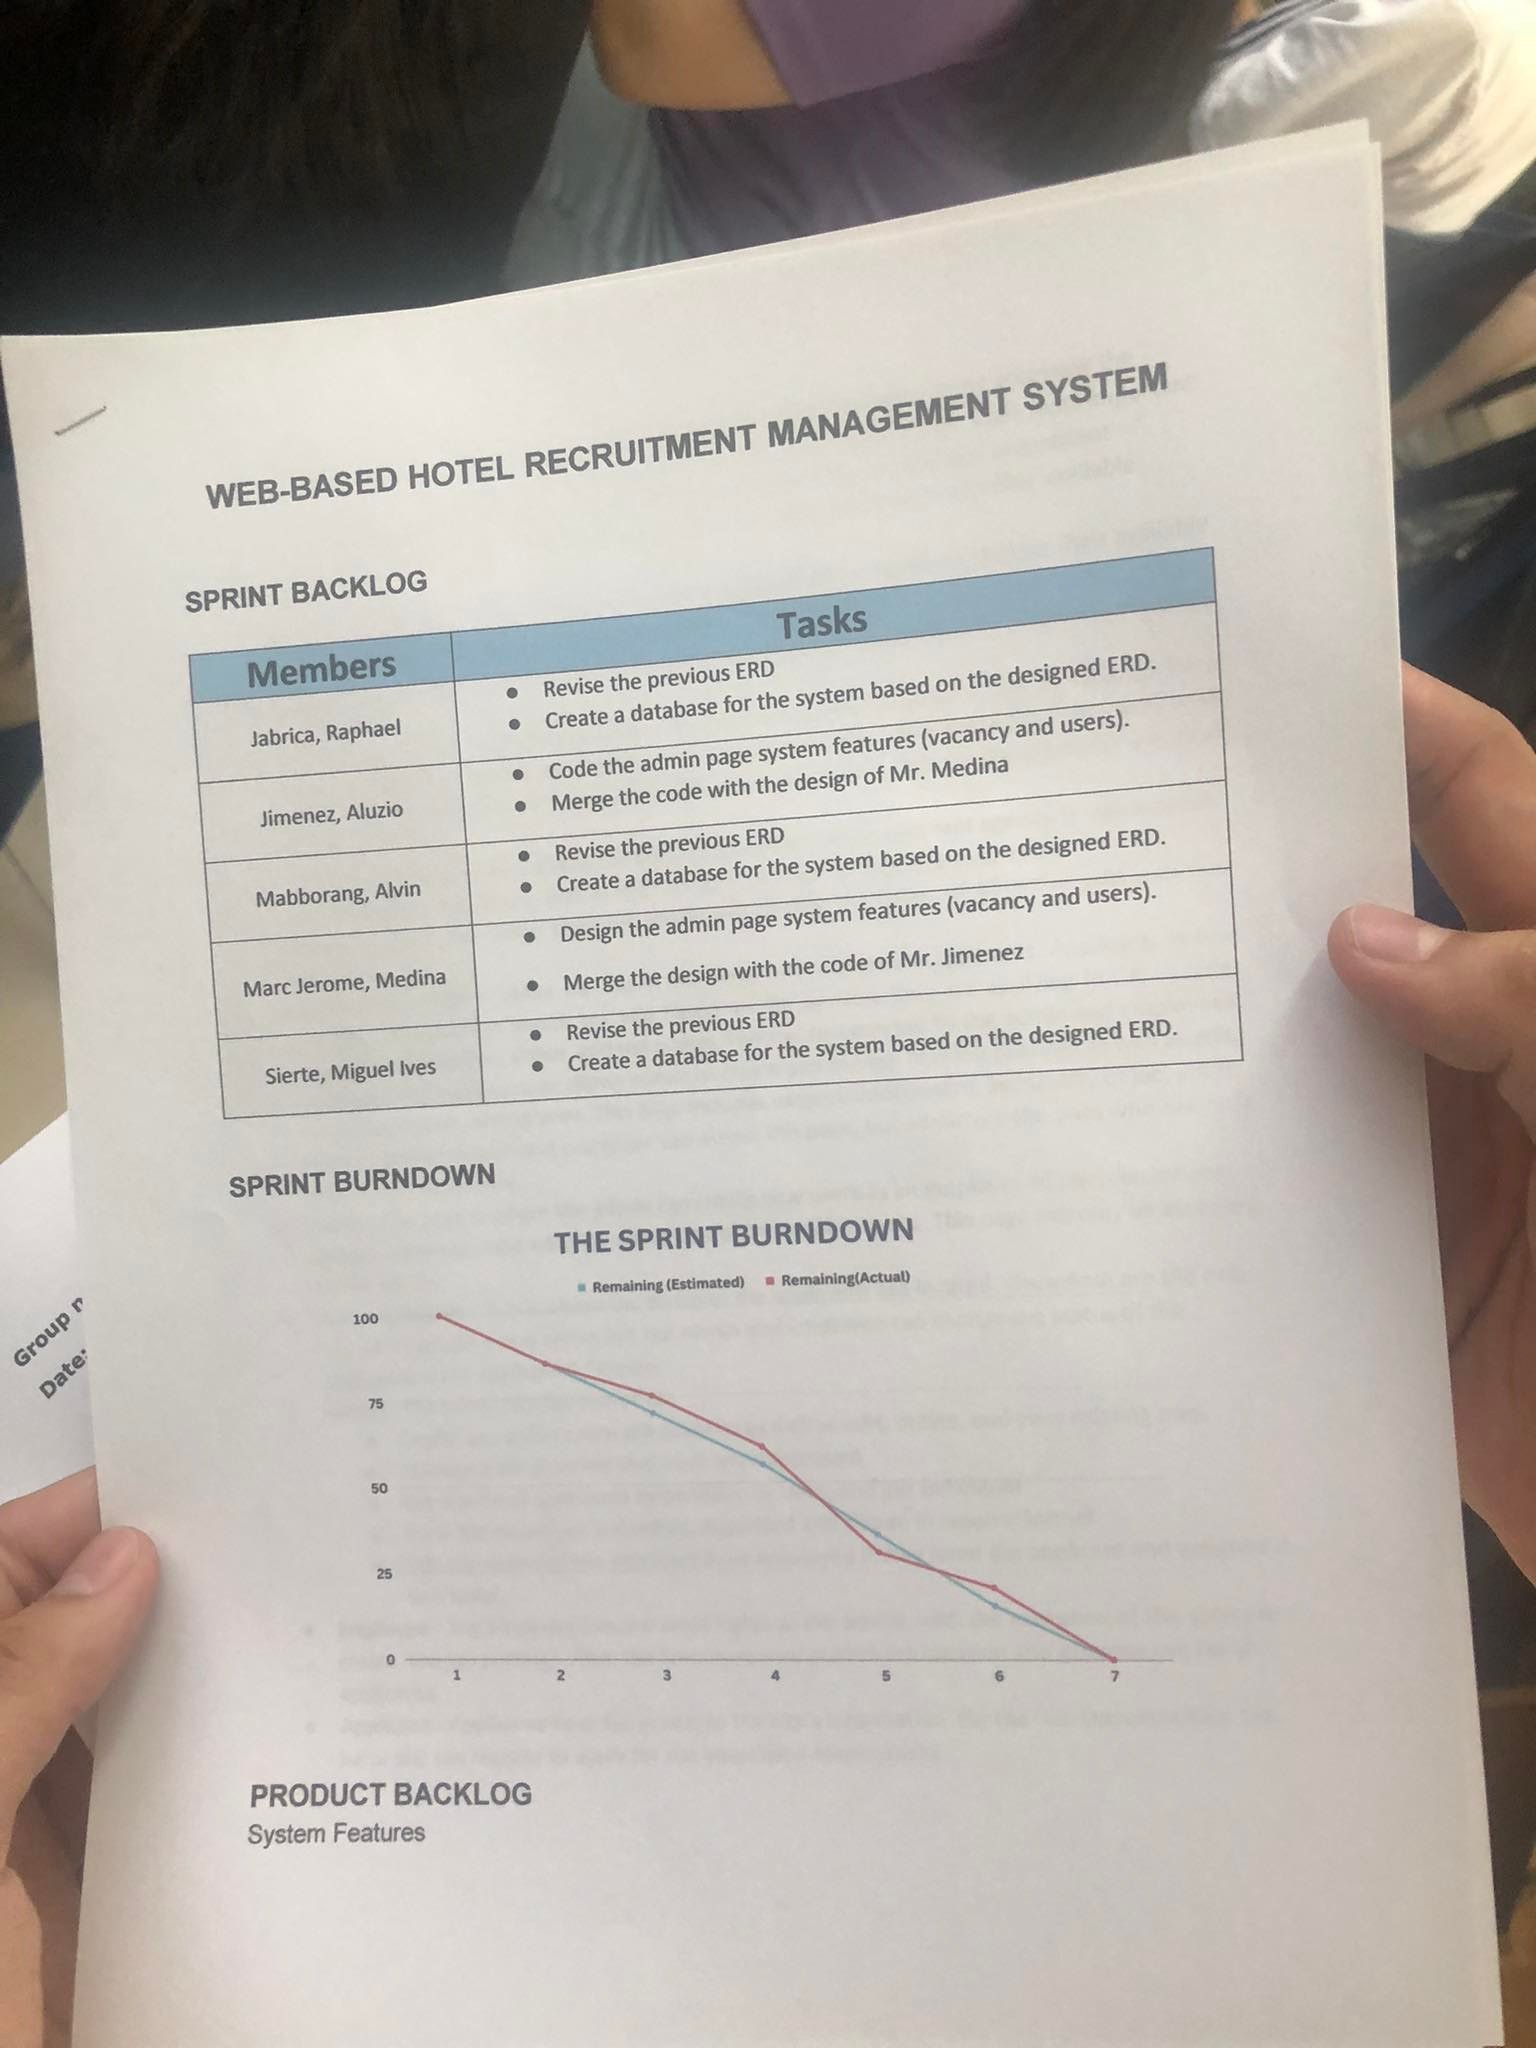 WEB-BASED HOTEL RECRUITMENT MANAGEMENT SYSTEM
SPRINT BACKLOG
Members
Tasks
Jabrica, Raphael
● Revise the previous ERD
● Create a database for the system based on the designed ERD.
Jimenez, Aluzio
● Code the admin page system features (vacancy and users).
● Merge the code with the design of Mr. Medina
Mabborang, Alvin
● Revise the previous ERD
● Create a database for the system based on the designed ERD.
Marc Jerome, Medina
● Design the admin page system features (vacancy and users).
● Merge the design with the code of Mr. Jimenez
Sierte, Miguel Ives
● Revise the previous ERD
● Create a database for the system based on the designed ERD.
SPRINT BURNDOWN
THE SPRINT BURNDOWN
Remaining (Estimated) Remaining(Actual)
100
75
50
25
0
1 2 3 4 5 6 7
PRODUCT BACKLOG
System Features
Group
Date: